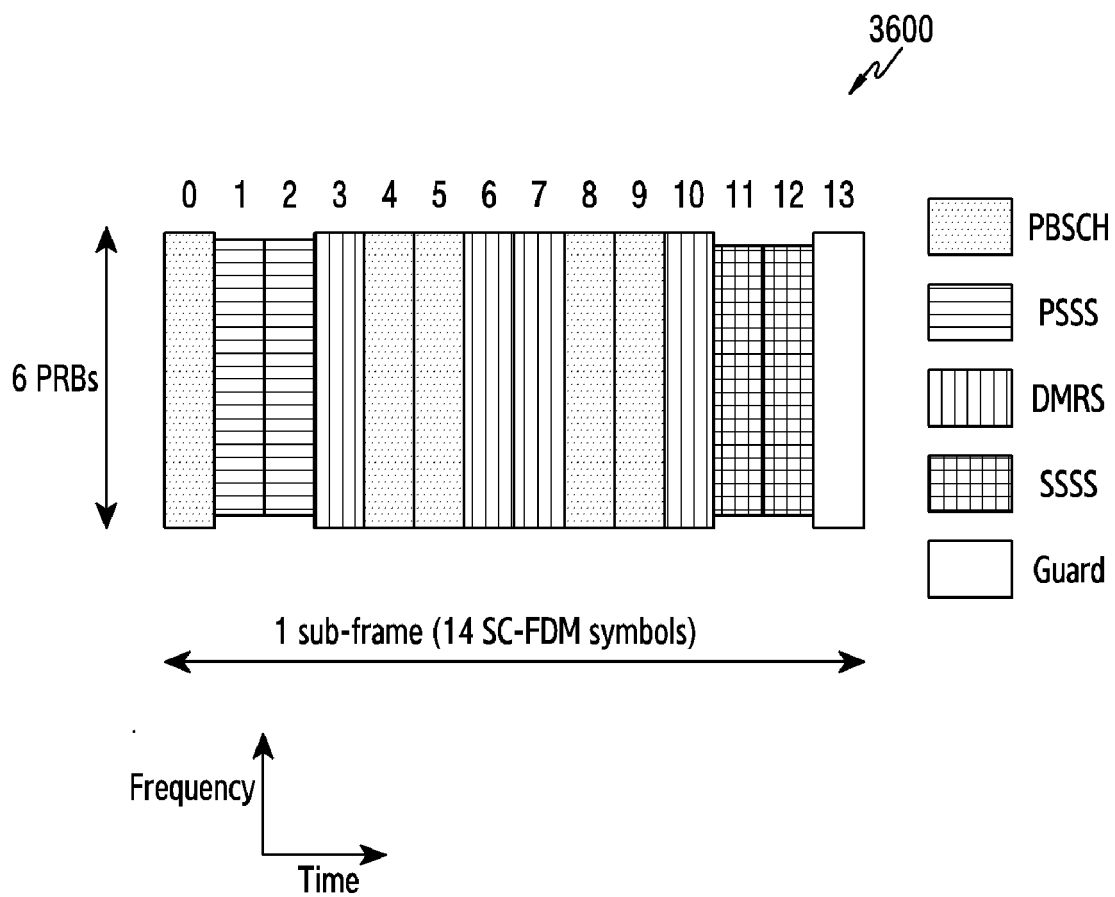 3600
0 1 2 3 4 5 6 7 8 9 10 11 12 13
PBSCH
PSSS
6 PRBs
DMRS
SSSS
Guard
1 sub-frame (14 SC-FDM symbols)
Frequency
Time